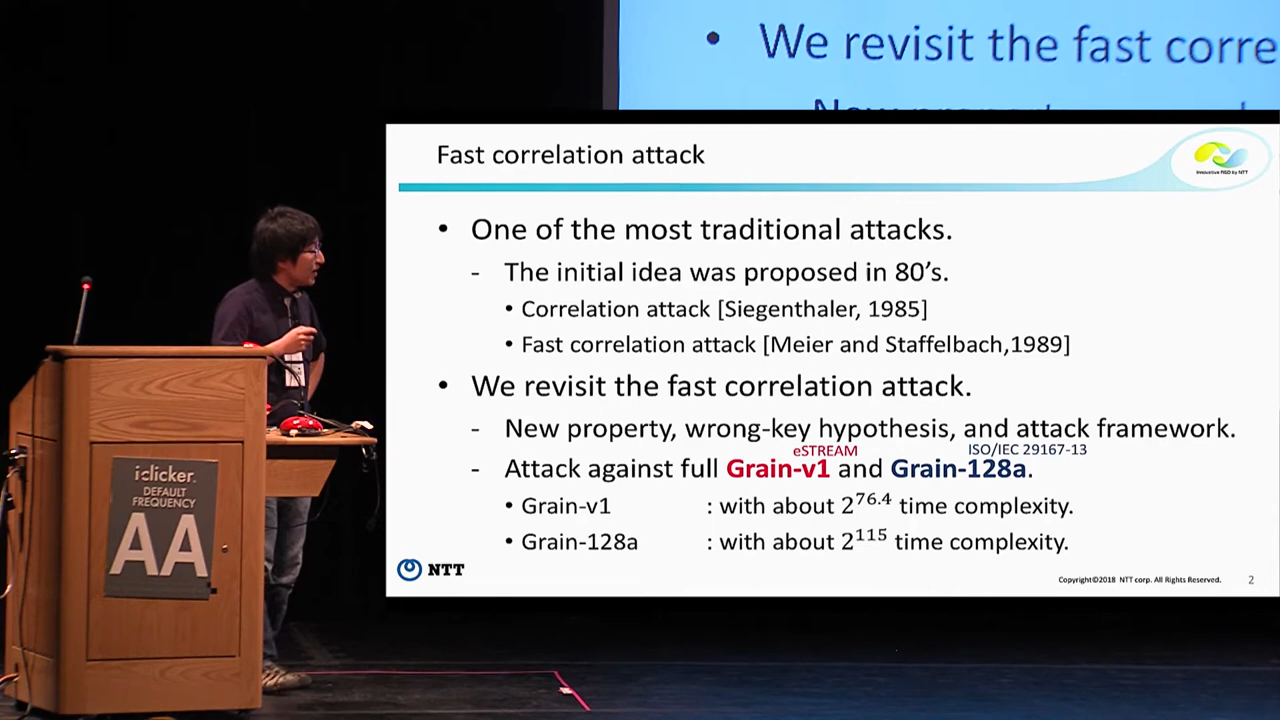 • We revisit the fast corre
Fast correlation attack
Innovative R&D by NTT
• One of the most traditional attacks.
- The initial idea was proposed in 80's.
• Correlation attack [Siegenthaler, 1985]
• Fast correlation attack [Meier and Staffelbach,1989]
• We revisit the fast correlation attack.
- New property, wrong-key hypothesis, and attack framework.
eSTREAM ISO/IEC 29167-13
- Attack against full Grain-v1 and Grain-128a.
• Grain-v1 : with about 2^76.4 time complexity.
• Grain-128a : with about 2^115 time complexity.
NTT
Copyright©2018 NTT corp. All Rights Reserved.
2
i>clicker.
DEFAULT
FREQUENCY
AA